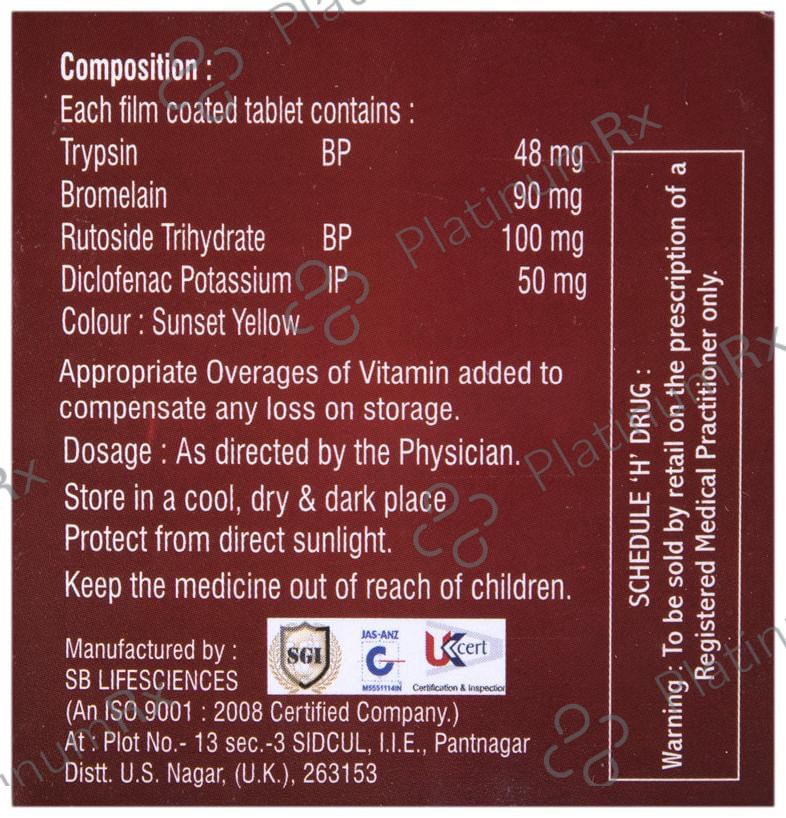 Composition :
Each film coated tablet contains :
Trypsin BP 48 mg
Bromelain 90 mg
Rutoside Trihydrate BP 100 mg
Diclofenac Potassium IP 50 mg
Colour : Sunset Yellow
Appropriate Overages of Vitamin added to
compensate any loss on storage.
Dosage : As directed by the Physician.
Store in a cool, dry & dark place
Protect from direct sunlight.
Keep the medicine out of reach of children.
Manufactured by :
SB LIFESCIENCES
(An ISO 9001 : 2008 Certified Company.)
At : Plot No.- 13 sec.-3 SIDCUL, I.I.E., Pantnagar
Distt. U.S. Nagar, (U.K.), 263153
SGI
JAS-ANZ
C
M5551114IN
UKcert
Certification & Inspection
SCHEDULE 'H' DRUG :
Warning : To be sold by retail on the prescription of a
Registered Medical Practitioner only.
PlatinumRx
PlatinumRx
PlatinumRx